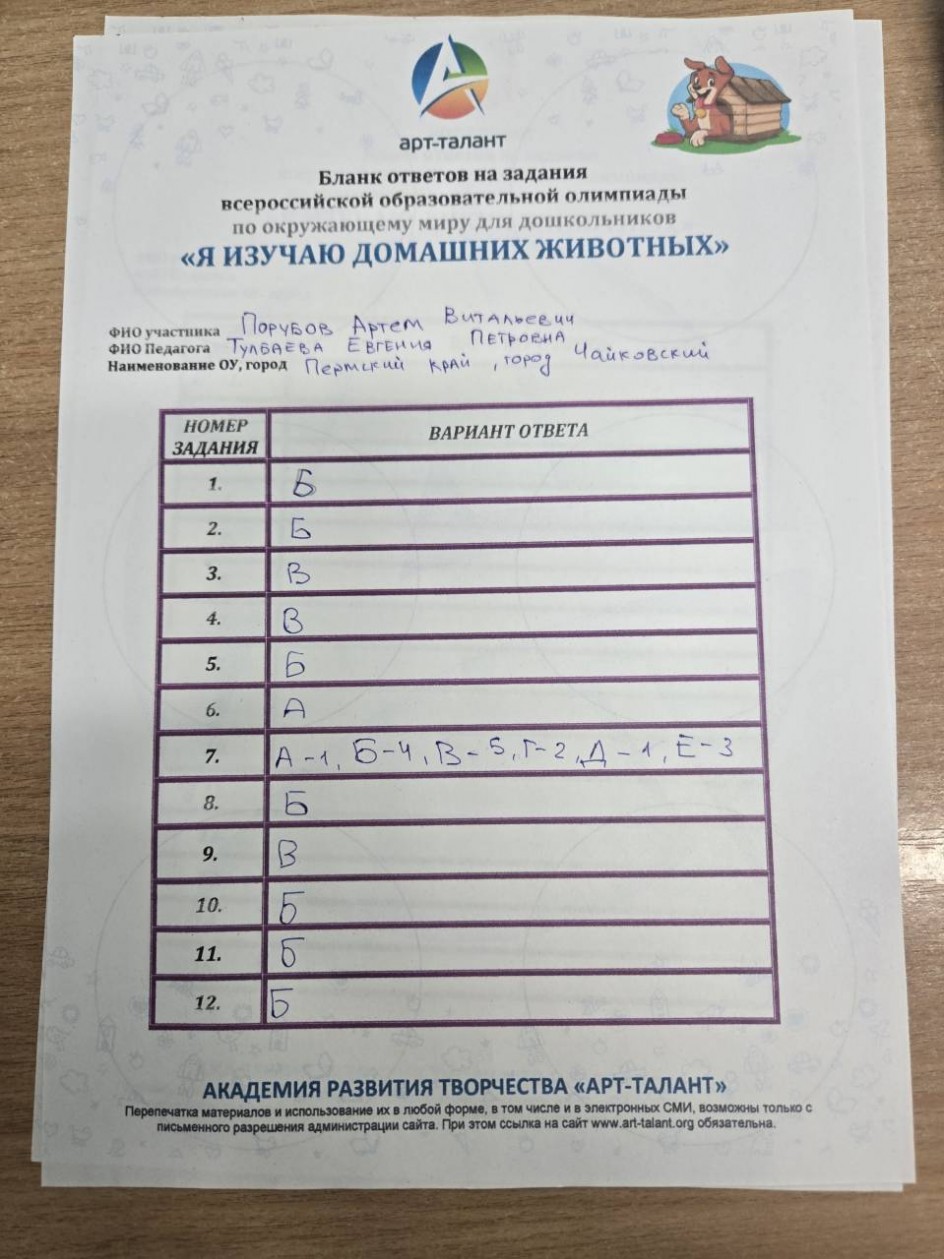 арт-талант
Бланк ответов на задания
всероссийской образовательной олимпиады
по окружающему миру для дошкольников
«Я ИЗУЧАЮ ДОМАШНИХ ЖИВОТНЫХ»
ФИО участника Порубов Артем Витальевич
ФИО Педагога Тулбаева Евгения Петровна
Наименование ОУ, город Пермский край, город Чайковский
НОМЕР ЗАДАНИЯ ВАРИАНТ ОТВЕТА
1. Б
2. Б
3. В
4. В
5. Б
6. А
7. А-1, Б-4, В-5, Г-2, Д-1, Е-3
8. Б
9. В
10. Б
11. Б
12. Б
АКАДЕМИЯ РАЗВИТИЯ ТВОРЧЕСТВА «АРТ-ТАЛАНТ»
Перепечатка материалов и использование их в любой форме, в том числе и в электронных СМИ, возможны только с
письменного разрешения администрации сайта. При этом ссылка на сайт www.art-talant.org обязательна.